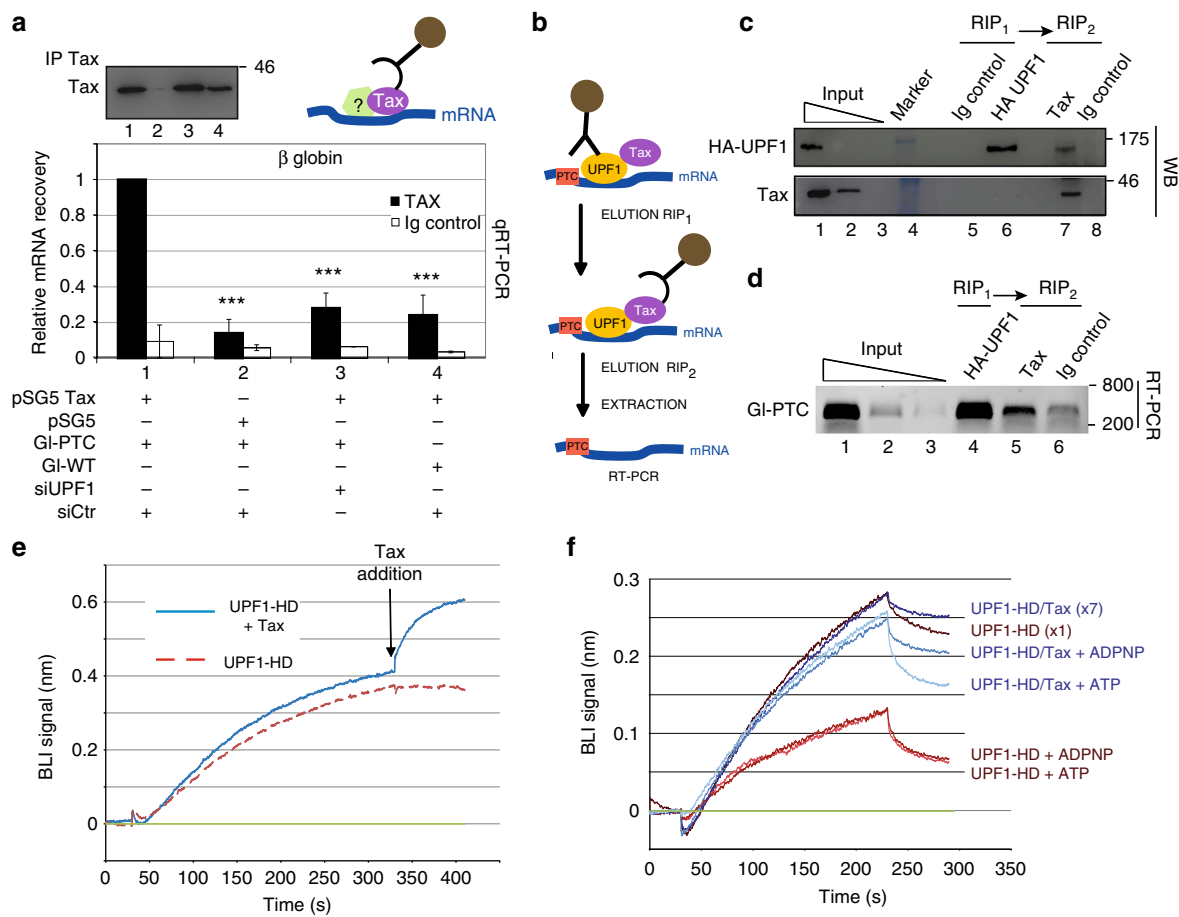 a
IP Tax
Tax
46
1 2 3 4
? Tax
mRNA
β globin
TAX
Ig control
Relative mRNA recovery
qRT-PCR
1
0.8
0.6
0.4
0.2
0
*** *** ***
1 2 3 4
pSG5 Tax + – + +
pSG5 – + – –
Gl-PTC + + + –
Gl-WT – – – +
siUPF1 – – + –
siCtr + + – +
b
Tax
UPF1
PTC
mRNA
ELUTION RIP1
Tax
UPF1
PTC
mRNA
ELUTION RIP2
EXTRACTION
PTC
mRNA
RT-PCR
c
RIP1 RIP2
Input
Marker
Ig control
HA UPF1
Tax
Ig control
HA-UPF1
175
Tax
46
WB
1 2 3 4 5 6 7 8
d
RIP1 RIP2
Input
HA-UPF1
Tax
Ig control
Gl-PTC
800
200
RT-PCR
1 2 3 4 5 6
e
Tax
addition
UPF1-HD
+ Tax
UPF1-HD
BLI signal (nm)
0.6
0.4
0.2
0
0 50 100 150 200 250 300 350 400
Time (s)
f
BLI signal (nm)
0.3
0.2
0.1
0
UPF1-HD/Tax (x7)
UPF1-HD (x1)
UPF1-HD/Tax + ADPNP
UPF1-HD/Tax + ATP
UPF1-HD + ADPNP
UPF1-HD + ATP
0 50 100 150 200 250 300 350
Time (s)